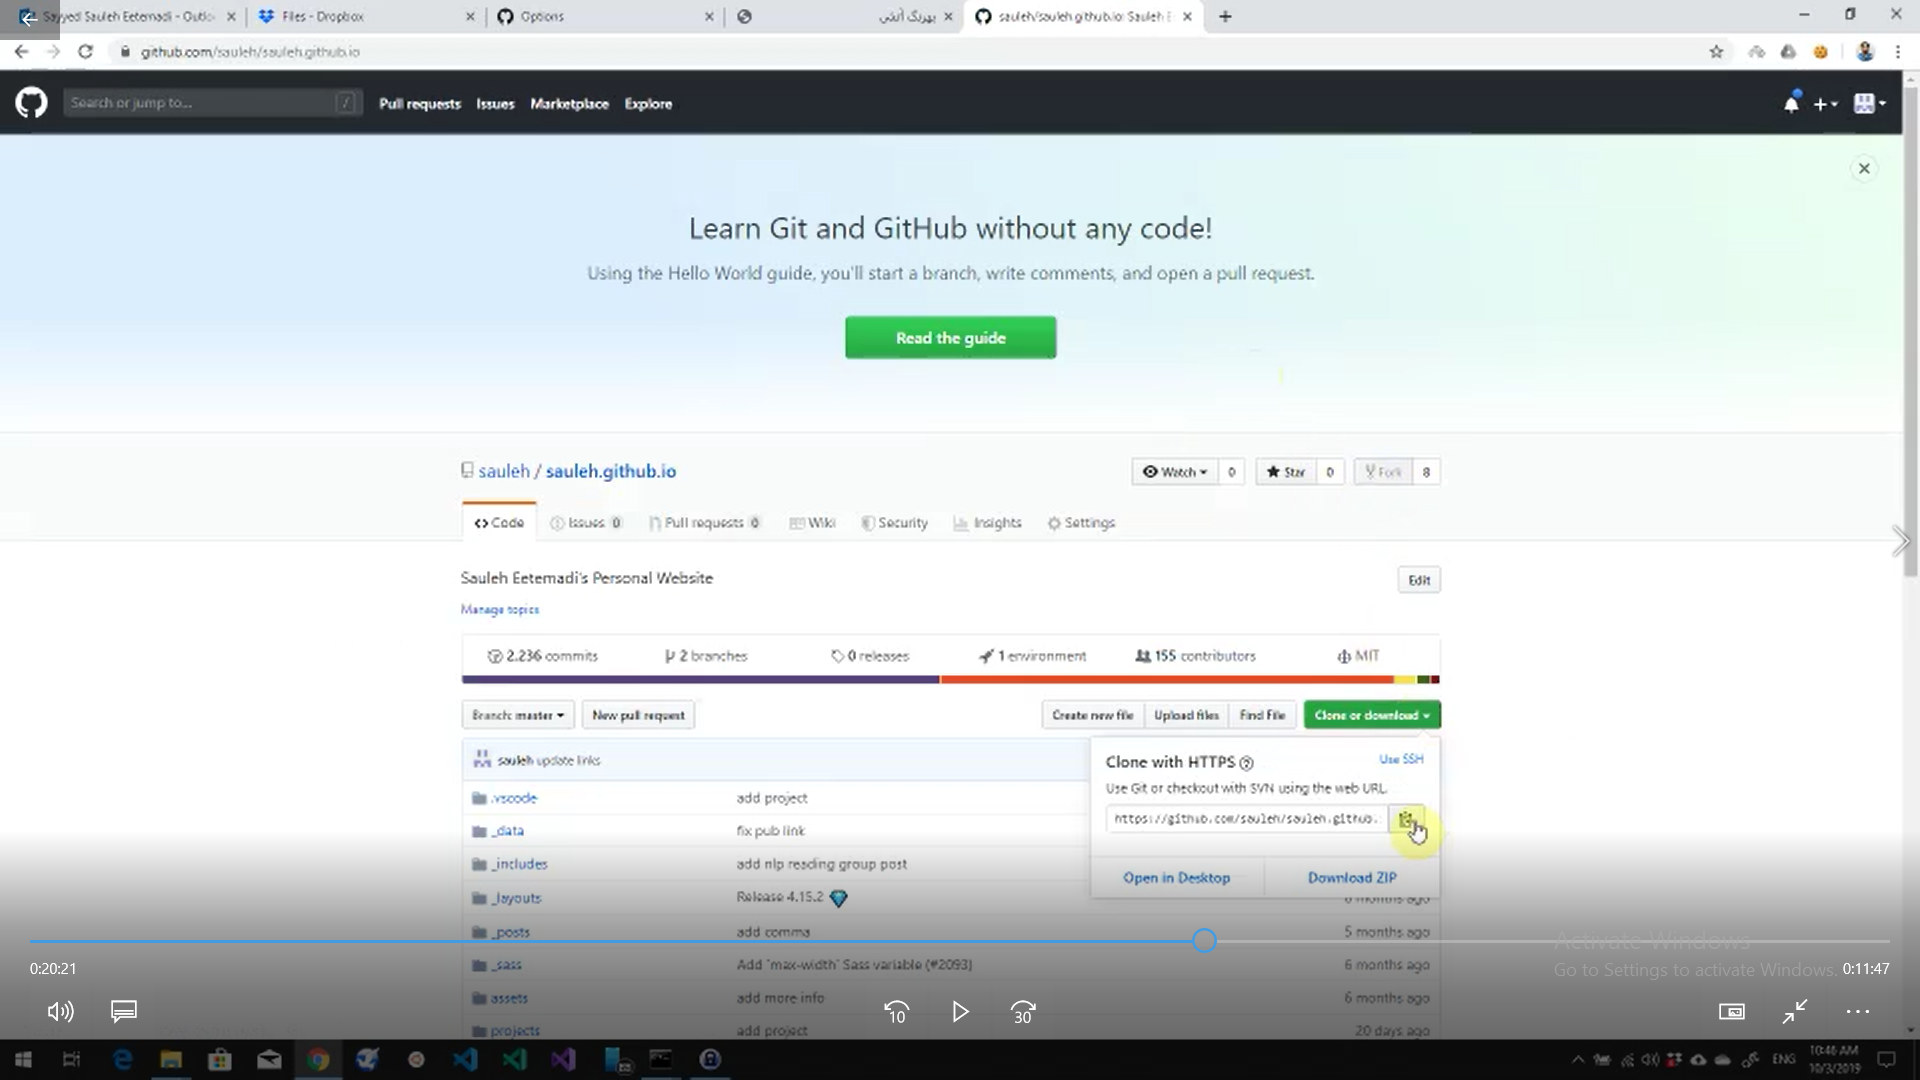 Sayyed Sauleh Eetemadi - Outlo
Files - Dropbox
Options
بهرنگ آتشی
sauleh/sauleh.github.io: Sauleh E
github.com/sauleh/sauleh.github.io
Search or jump to... /
Pull requests Issues Marketplace Explore
Learn Git and GitHub without any code!
Using the Hello World guide, you'll start a branch, write comments, and open a pull request.
Read the guide
sauleh / sauleh.github.io
Watch 0 Star 0 Fork 8
Code Issues 0 Pull requests 0 Wiki Security Insights Settings
Sauleh Eetemadi's Personal Website
Edit
Manage topics
2,236 commits 2 branches 0 releases 1 environment 155 contributors MIT
Branch: master New pull request Create new file Upload files Find File Clone or download
sauleh update links
Clone with HTTPS Use SSH
Use Git or checkout with SVN using the web URL.
https://github.com/sauleh/sauleh.github.
Open in Desktop Download ZIP
.vscode add project
_data fix pub link
_includes add nlp reading group post
_layouts Release 4.15.2 6 months ago
_posts add comma 5 months ago
_sass Add `max-width` Sass variable (#2093) 6 months ago
assets add more info 6 months ago
projects add project 20 days ago
Activate Windows
Go to Settings to activate Windows.
0:20:21 0:11:47
10 30
ENG
10:46 AM
10/3/2019